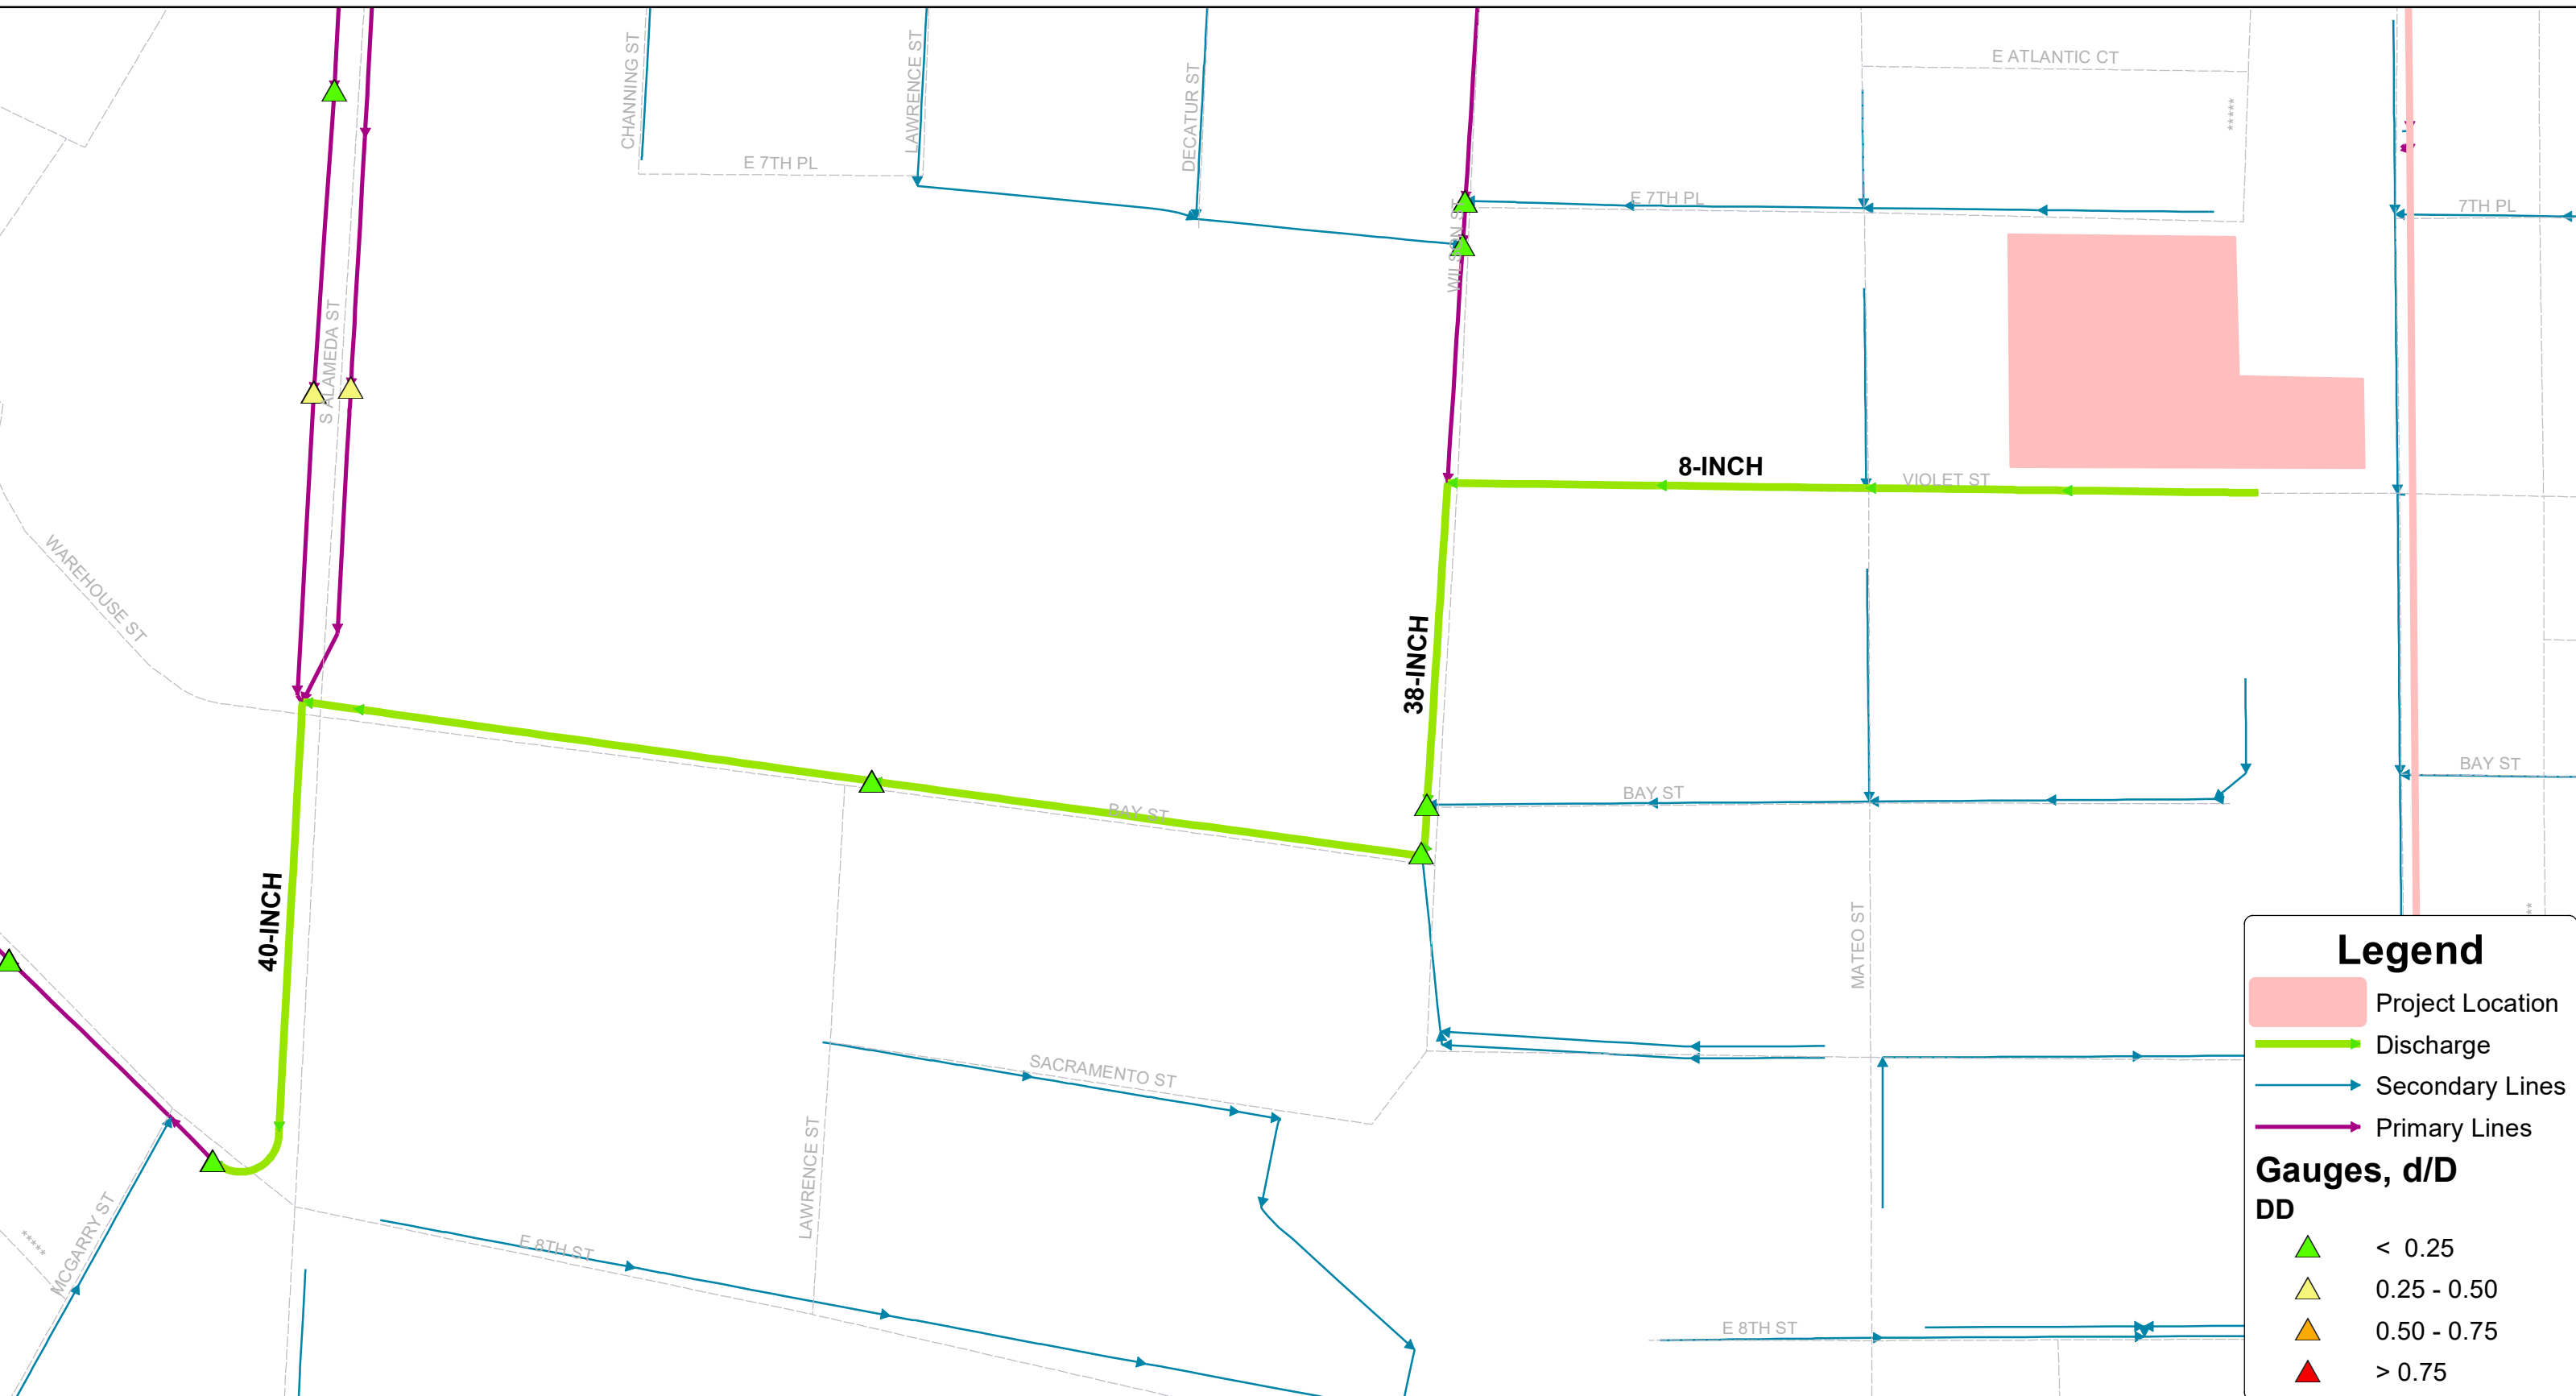 CHANNING ST
LAWRENCE ST
DECATUR ST
E ATLANTIC CT
*****
E 7TH PL
E 7TH PL
7TH PL
WILSON ST
S ALAMEDA ST
8-INCH
VIOLET ST
WAREHOUSE ST
38-INCH
BAY ST
BAY ST
BAY ST
40-INCH
MATEO ST
**
SACRAMENTO ST
LAWRENCE ST
MCGARRY ST
*****
E 8TH ST
E 8TH ST
Legend
Project Location
Discharge
Secondary Lines
Primary Lines
Gauges, d/D
DD
< 0.25
0.25 - 0.50
0.50 - 0.75
> 0.75